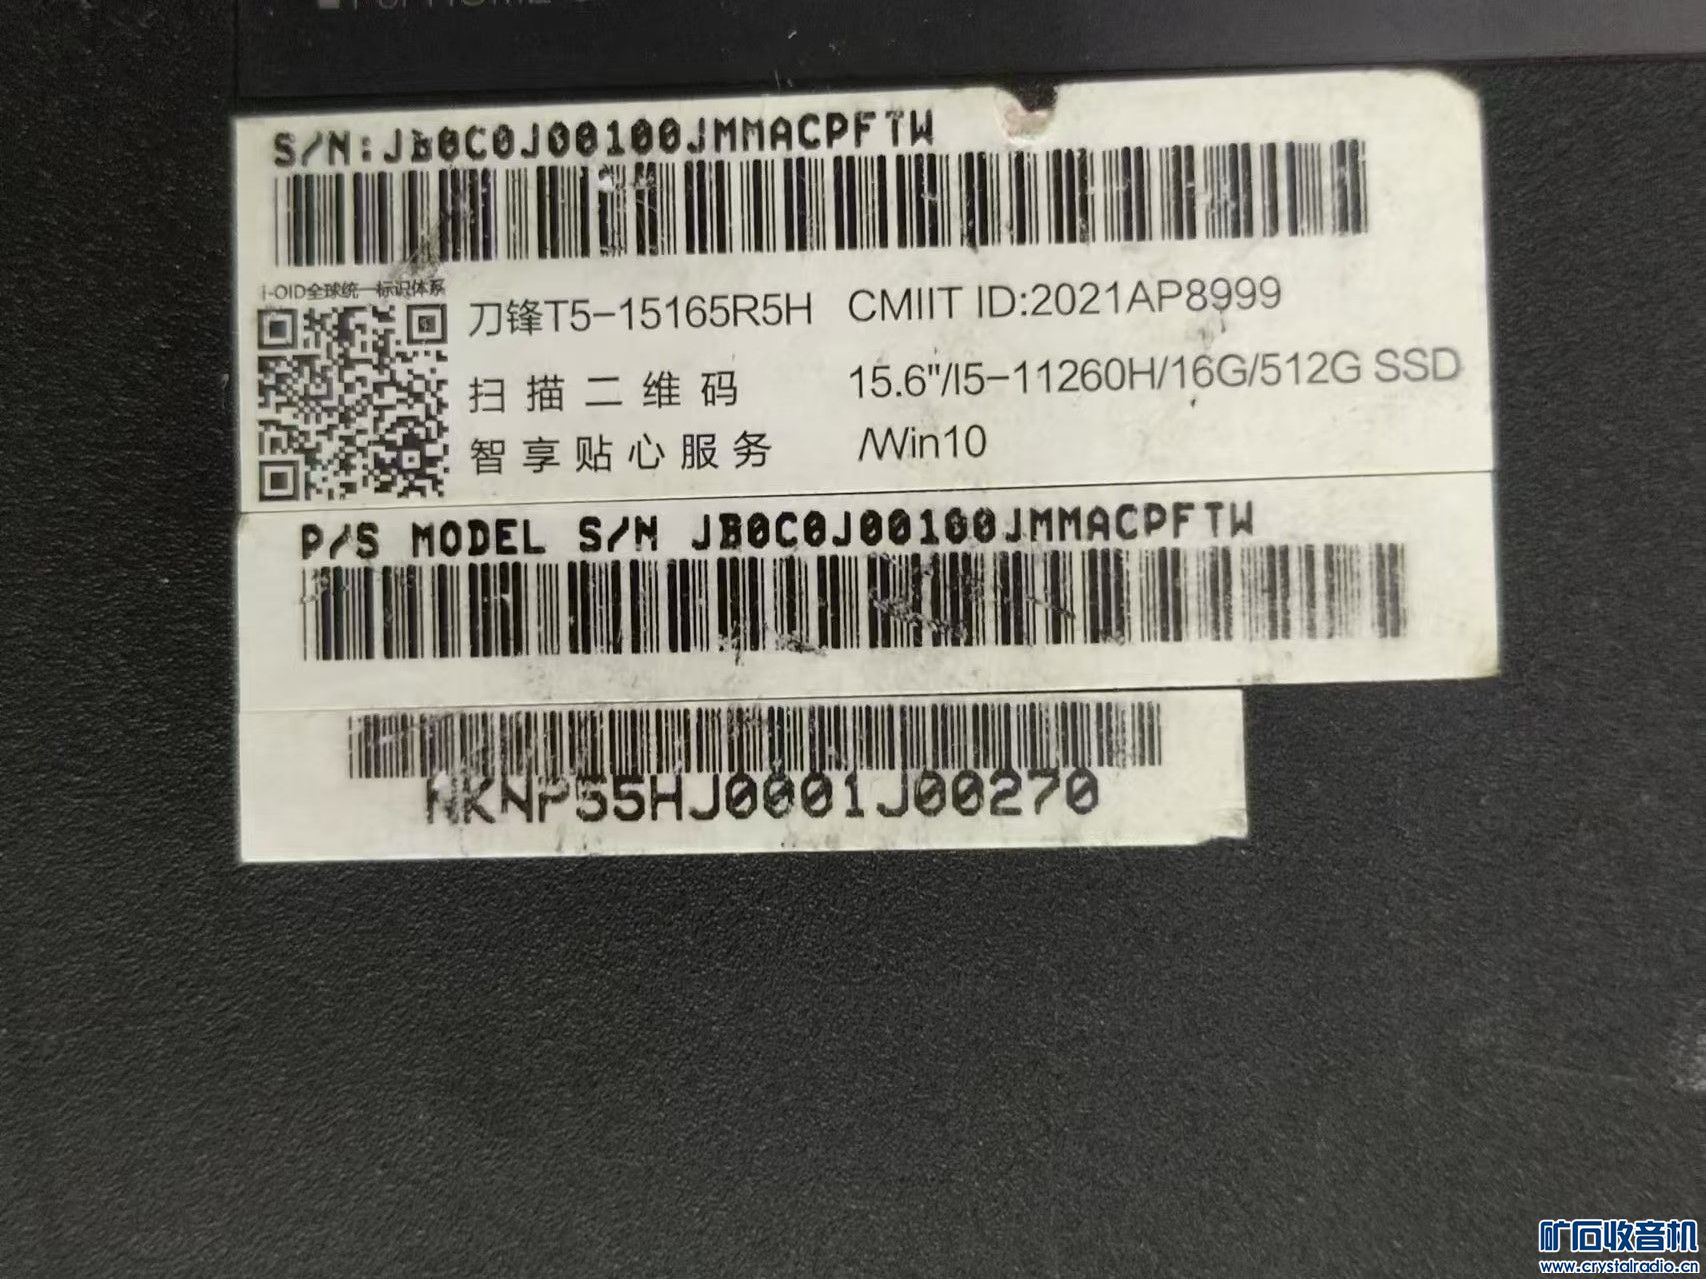 S/N:JB0C0J00100JMMACPFTW
i-OID全球统一标识体系
刀锋T5-15165R5H CMIIT ID:2021AP8999
扫描二维码 15.6"/I5-11260H/16G/512G SSD
智享贴心服务 /Win10
P/S MODEL S/N JB0C0J00100JMMACPFTW
NKNP55HJ0001J00270
矿石收音机
www.crystalradio.cn